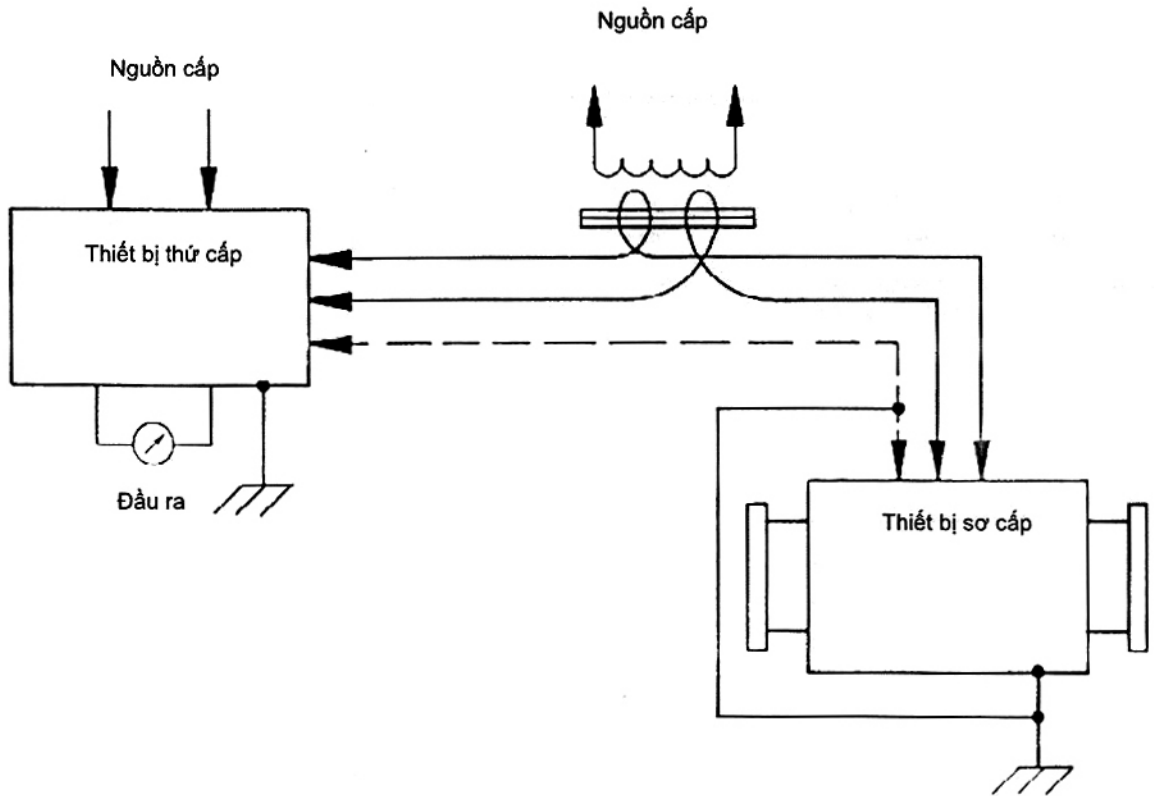 Nguồn cấp
Nguồn cấp
Thiết bị thứ cấp
Đầu ra
Thiết bị sơ cấp